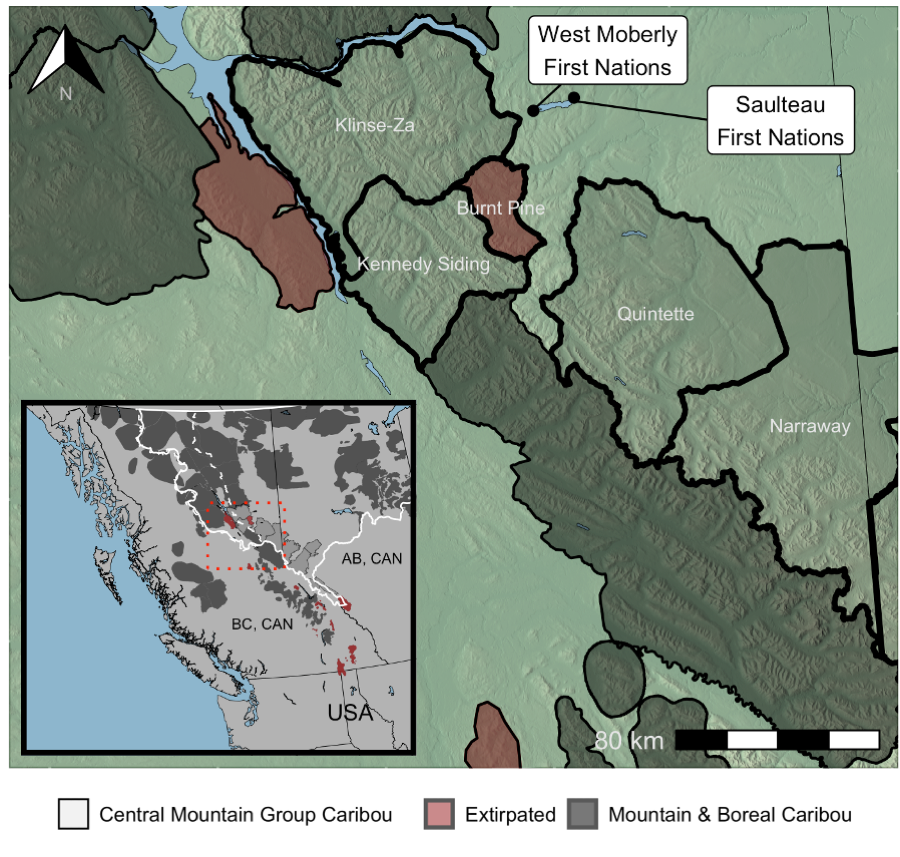 West Moberly
First Nations
Saulteau
First Nations
N
Klinse-Za
Burnt Pine
Kennedy Siding
Quintette
Narraway
AB, CAN
BC, CAN
USA
80 km
Central Mountain Group Caribou
Extirpated
Mountain & Boreal Caribou